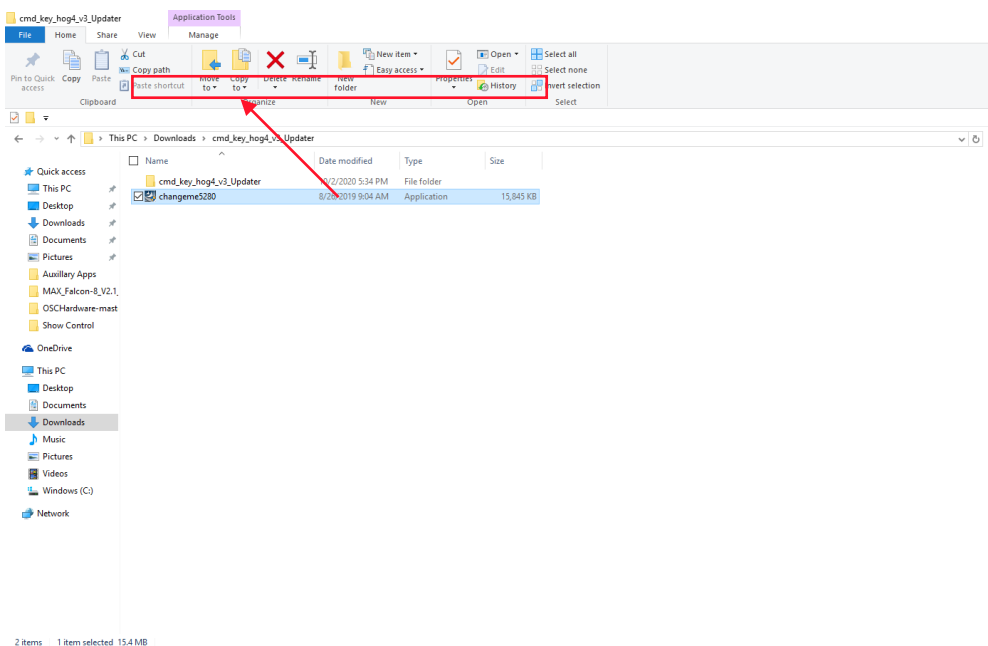 cmd_key_hog4_v3_Updater
Application Tools
File Home Share View Manage
Pin to Quick access
Copy
Paste
Cut
Copy path
Paste shortcut
Clipboard
Move to
Copy to
Delete
Rename
Organize
New folder
New item
Easy access
New
Properties
Open
Edit
History
Open
Select all
Select none
Invert selection
Select
This PC > Downloads > cmd_key_hog4_v3_Updater
Name Date modified Type Size
cmd_key_hog4_v3_Updater 10/2/2020 5:34 PM File folder
changeme5280 8/26/2019 9:04 AM Application 15,845 KB
Quick access
This PC
Desktop
Downloads
Documents
Pictures
Auxillary Apps
MAX_Falcon-8_V2.1_
OSCHardware-mast
Show Control
OneDrive
This PC
Desktop
Documents
Downloads
Music
Pictures
Videos
Windows (C:)
Network
2 items 1 item selected 15.4 MB